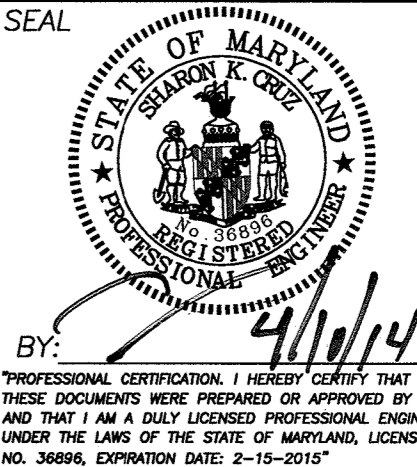 SEAL
STATE OF MARYLAND
SHARON K. CRUZ
No. 36896
REGISTERED
PROFESSIONAL ENGINEER
BY:
4/10/14
"PROFESSIONAL CERTIFICATION. I HEREBY CERTIFY THAT
THESE DOCUMENTS WERE PREPARED OR APPROVED BY
AND THAT I AM A DULY LICENSED PROFESSIONAL ENGIN
UNDER THE LAWS OF THE STATE OF MARYLAND, LICENS
NO. 36896, EXPIRATION DATE: 2-15-2015"